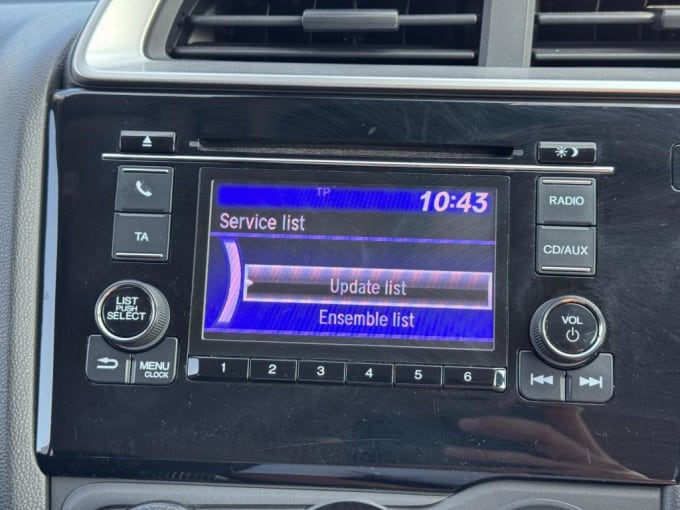 TP
10:43
Service list
Update list
Ensemble list
TA
LIST
PUSH
SELECT
MENU
CLOCK
1 2 3 4 5 6
RADIO
CD/AUX
VOL